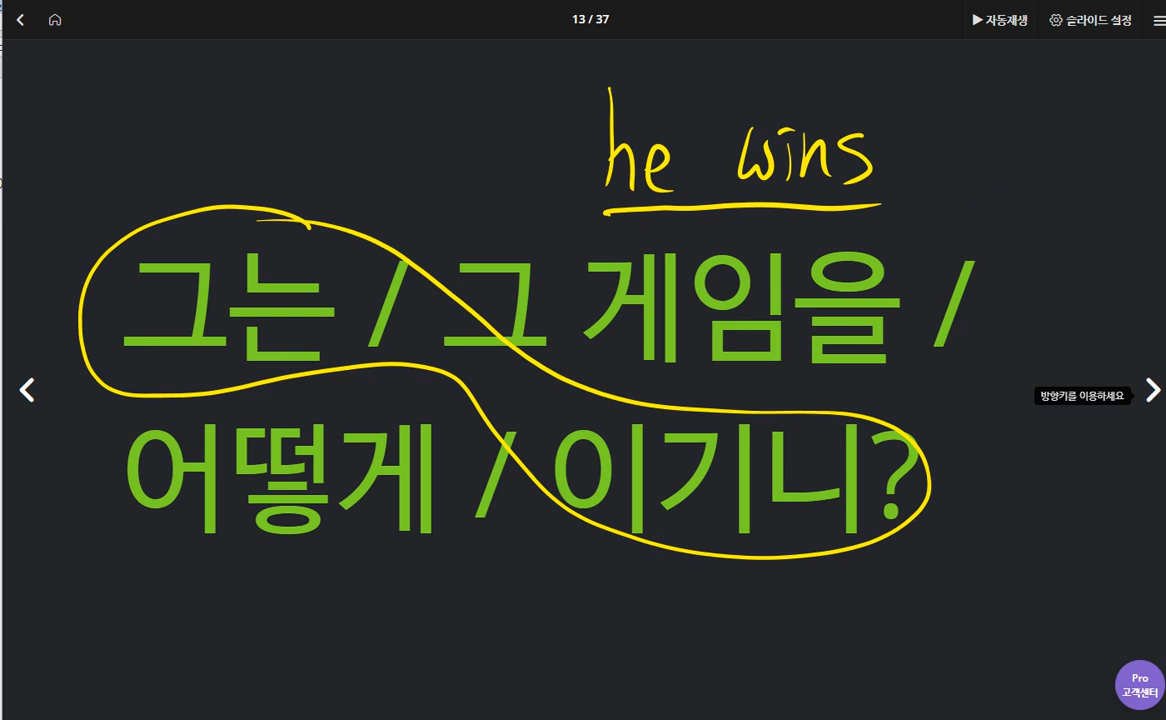 13 / 37
▶ 자동재생
슬라이드 설정
he wins
그는 / 그 게임을 /
방향키를 이용하세요
어떻게 / 이기니?
Pro
고객센터